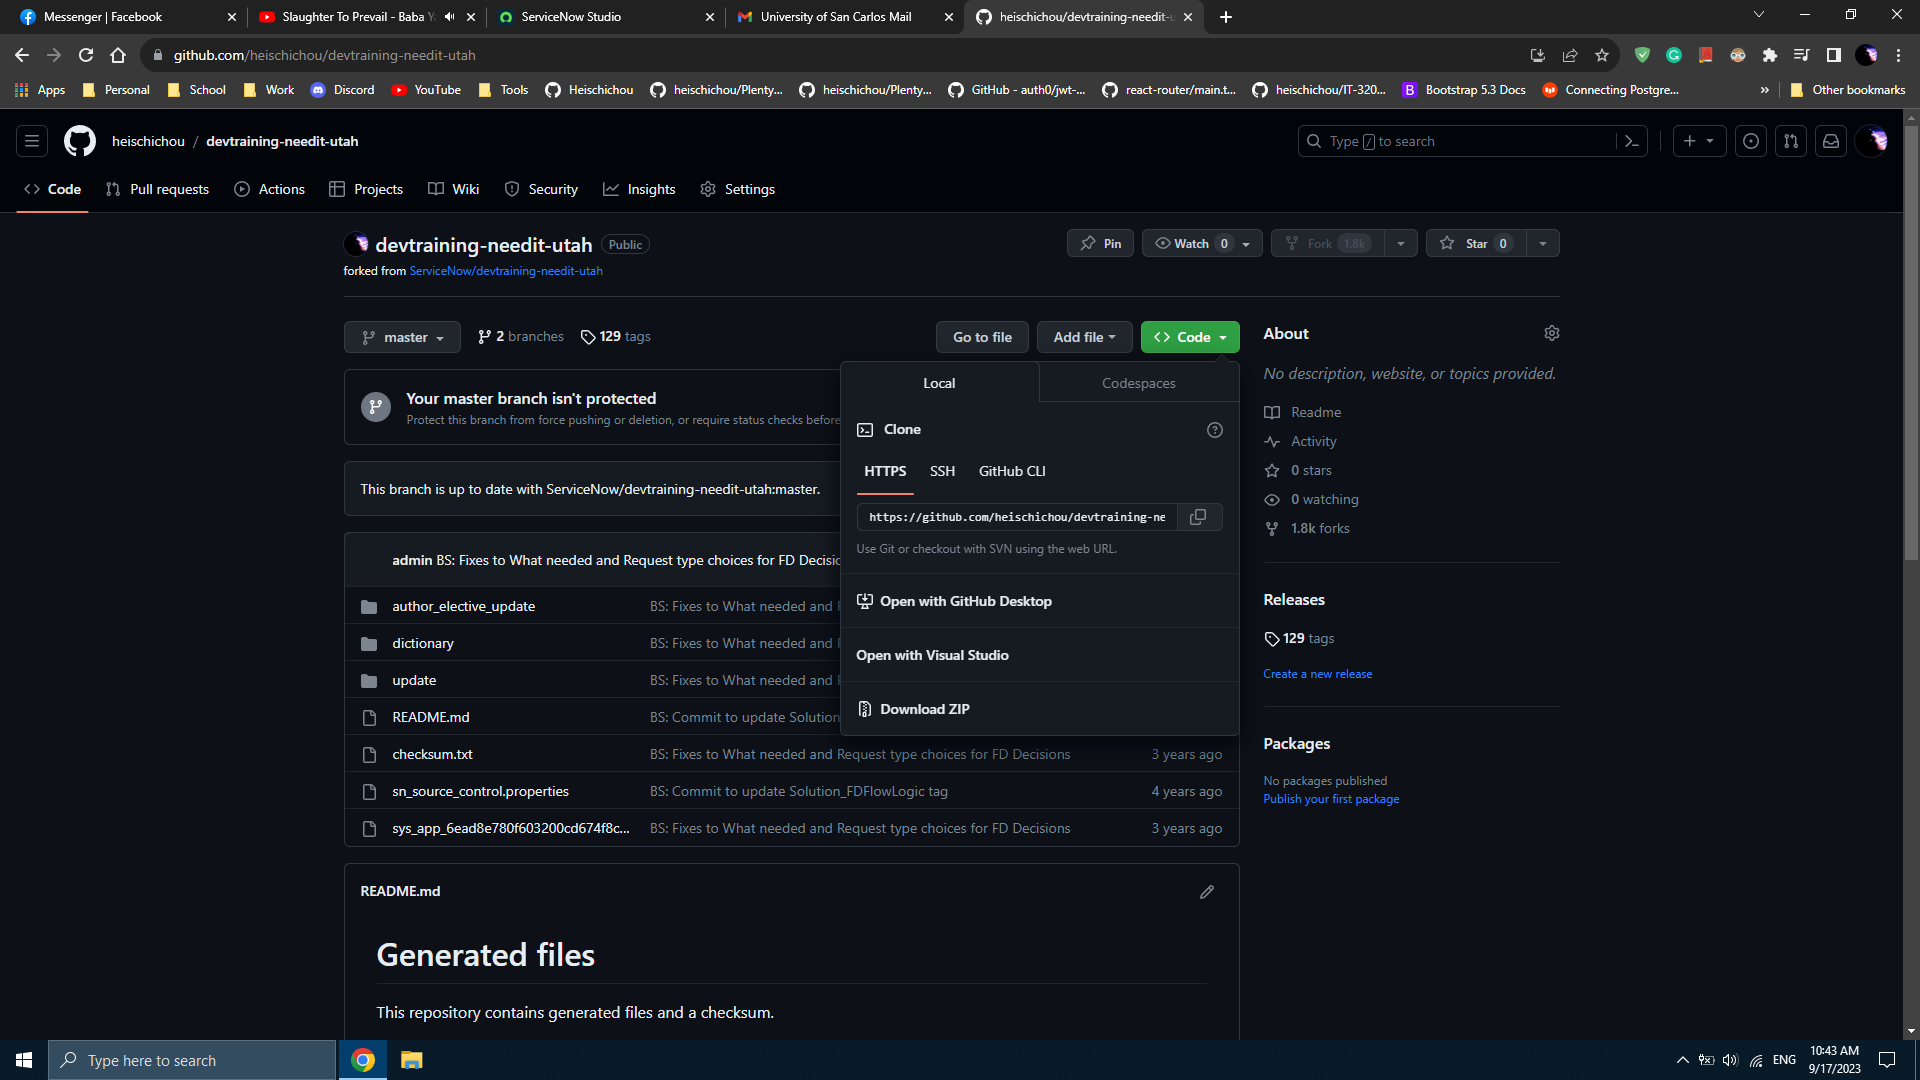 Messenger | Facebook
Slaughter To Prevail - Baba
ServiceNow Studio
University of San Carlos Mail
heischichou/devtraining-needit-u
github.com/heischichou/devtraining-needit-utah
Apps
Personal
School
Work
Discord
YouTube
Tools
Heischichou
heischichou/Plenty...
heischichou/Plenty...
GitHub - auth0/jwt-...
react-router/main.t...
heischichou/IT-320...
Bootstrap 5.3 Docs
Connecting Postgre...
»
Other bookmarks
heischichou / devtraining-needit-utah
Type / to search
Code
Pull requests
Actions
Projects
Wiki
Security
Insights
Settings
devtraining-needit-utah
Public
Pin
Watch 0
Fork 1.8k
Star 0
forked from ServiceNow/devtraining-needit-utah
master
2 branches
129 tags
Go to file
Add file
Code
Your master branch isn't protected
Protect this branch from force pushing or deletion, or require status checks before
This branch is up to date with ServiceNow/devtraining-needit-utah:master.
admin BS: Fixes to What needed and Request type choices for FD Decisio
author_elective_update
BS: Fixes to What needed and
dictionary
BS: Fixes to What needed and
update
BS: Fixes to What needed and
README.md
BS: Commit to update Solution
checksum.txt
BS: Fixes to What needed and Request type choices for FD Decisions
3 years ago
sn_source_control.properties
BS: Commit to update Solution_FDFlowLogic tag
4 years ago
sys_app_6ead8e780f603200cd674f8c...
BS: Fixes to What needed and Request type choices for FD Decisions
3 years ago
Local
Codespaces
Clone
HTTPS
SSH
GitHub CLI
https://github.com/heischichou/devtraining-ne
Use Git or checkout with SVN using the web URL.
Open with GitHub Desktop
Open with Visual Studio
Download ZIP
README.md
Generated files
This repository contains generated files and a checksum.
About
No description, website, or topics provided.
Readme
Activity
0 stars
0 watching
1.8k forks
Releases
129 tags
Create a new release
Packages
No packages published
Publish your first package
Type here to search
ENG
10:43 AM
9/17/2023